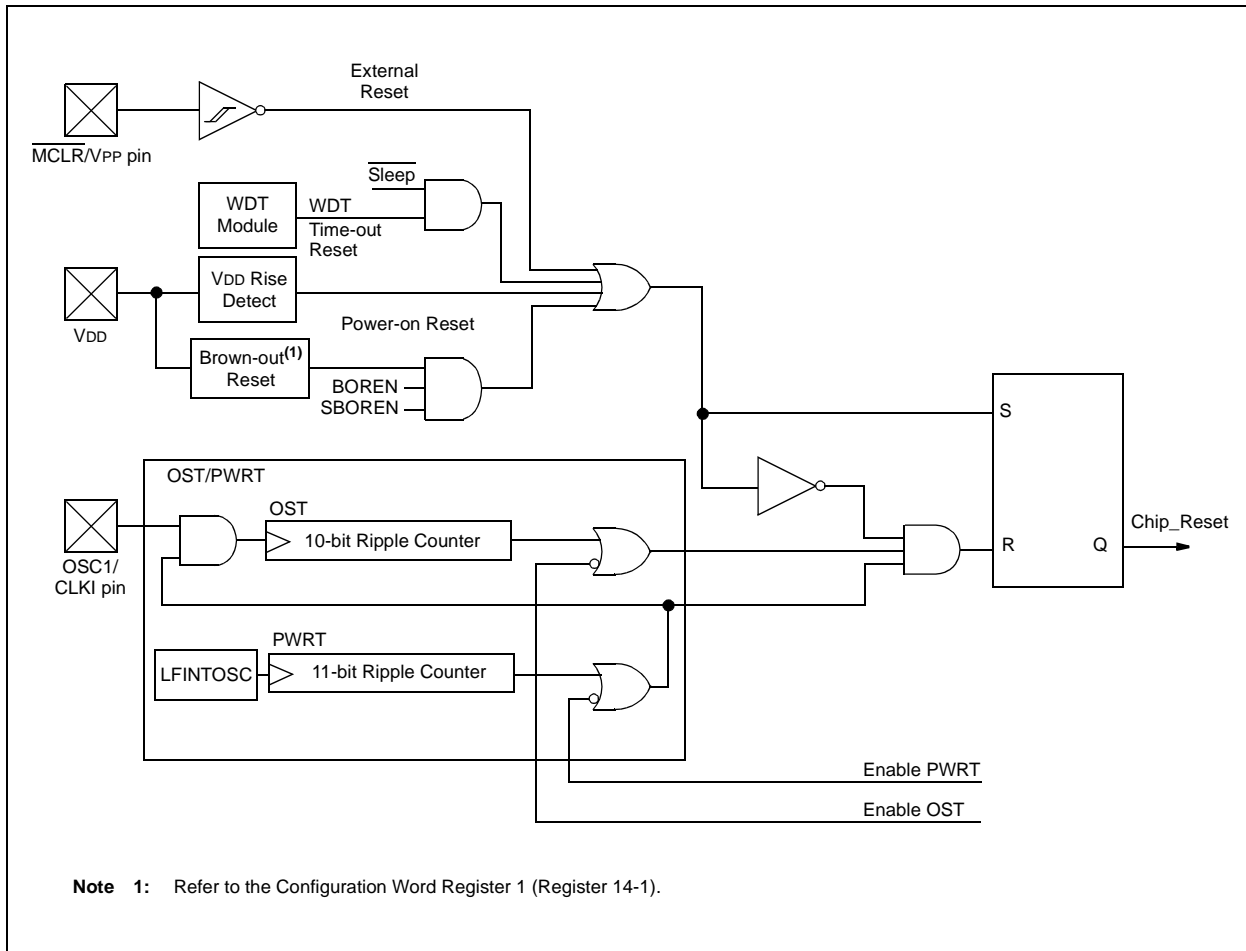 External
Reset
MCLR/VPP pin
Sleep
WDT
Module
WDT
Time-out
Reset
VDD Rise
Detect
VDD
Power-on Reset
Brown-out(1)
Reset
BOREN
SBOREN
S
OST/PWRT
OST
10-bit Ripple Counter
OSC1/
CLKI pin
Chip_Reset
R
Q
PWRT
LFINTOSC
11-bit Ripple Counter
Enable PWRT
Enable OST
Note 1: Refer to the Configuration Word Register 1 (Register 14-1).